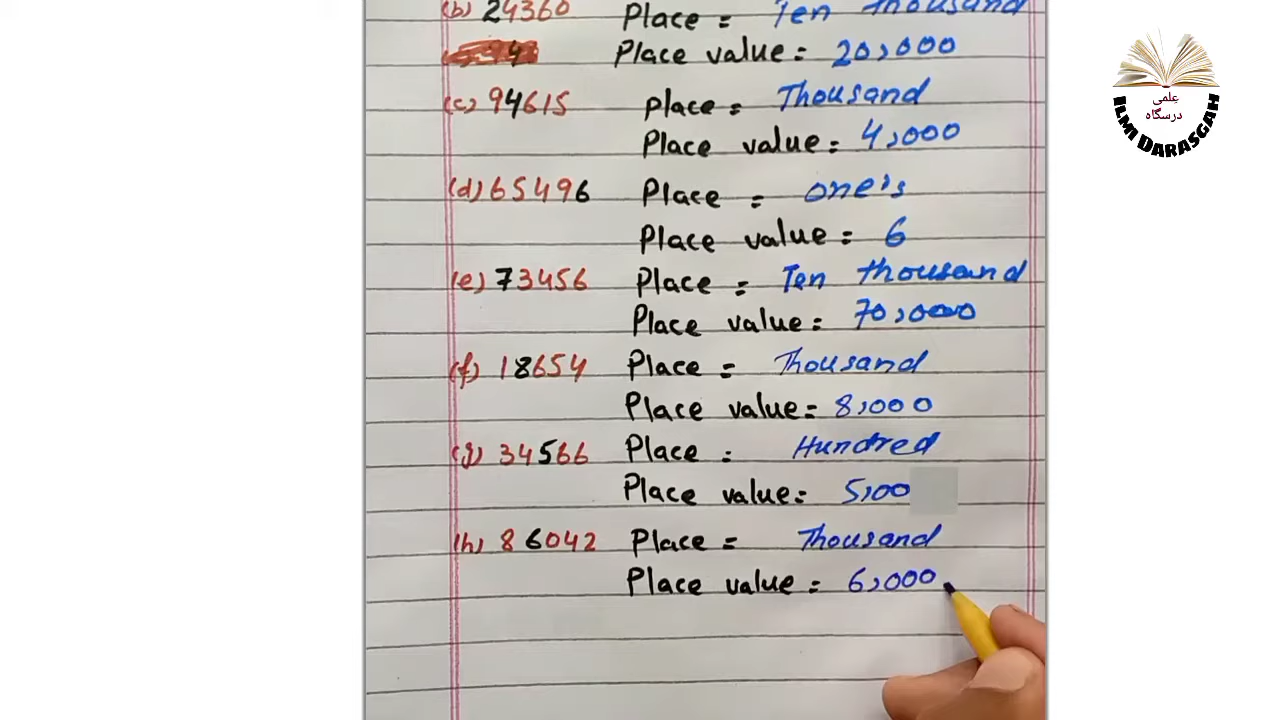 (b) 24360 Place = Ten thousand
4 Place value = 20,000
(c) 94615 place = Thousand
Place value = 4,000
(d) 65496 Place = one's
Place value = 6
(e) 73456 Place = Ten thousand
Place value = 70,000
(f) 18654 Place = Thousand
Place value = 8,000
(g) 34566 Place = Hundred
Place value = 5,00
(h) 86042 Place = Thousand
Place value = 6,000
علمی
درسگاه
ILMI DARASGAH